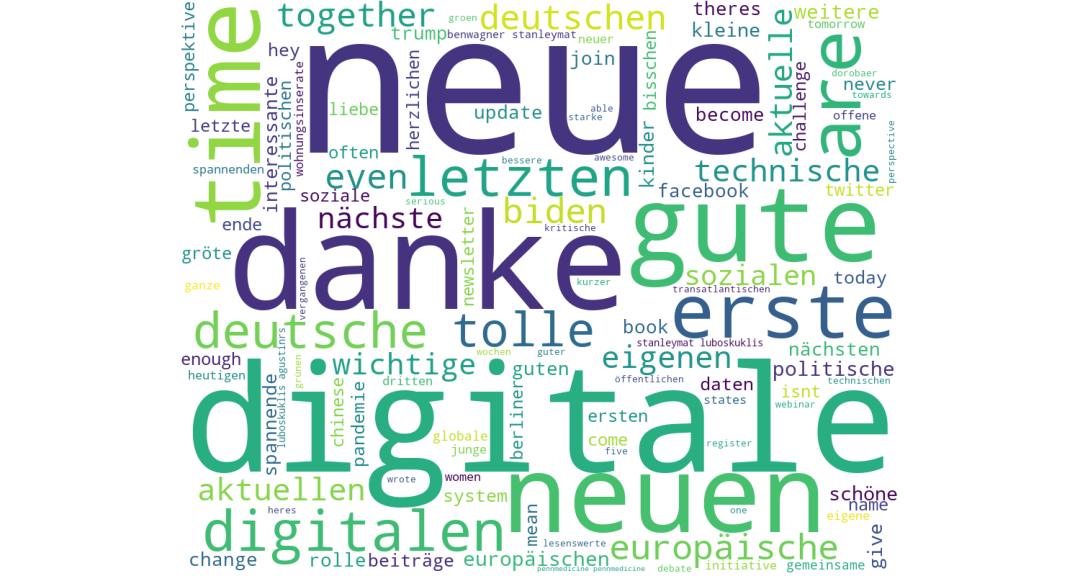 together
groen
deutschen
theres
weitere
tomorrow
time
perspektive
trump
benwagner stanleymat
neuer
kleine
hey
neue
join
bisschen
aktuelle
are
dorobaer
never
towards
challenge
interessante
politischen
wohnungsinserate
liebe
herzlichen
update
able
starke
become
offene
letzte
often
bessere
awesome
kinder
technische
perspective
spannenden
even
letzten
facebook
twitter
soziale
serious
biden
gute
nächste
kritische
ende
danke
newsletter
gröte
sozialen
today
ganze
vergangenen
kurzer
transatlantischen
erste
deutsche
tolle
book
stanleymat luboskuklis
enough
luboskuklis agustinrs
grünen
wichtige
wochen
guter
eigenen
nächsten
politische
heutigen
guten
öffentlichen
daten
technischen
spannende
chinese
pandemie
dritten
digitale
berliner
states
isnt
webinar
ersten
globale
junge
come
five
register
wrote
women
aktuellen
system
neuen
schöne
name
heres
digitalen
mean
one
eigene
lesenswerte
europäische
give
change
rolle
beiträge
europäischen
pennmedicine pennmedicine
debate
initiative
gemeinsame